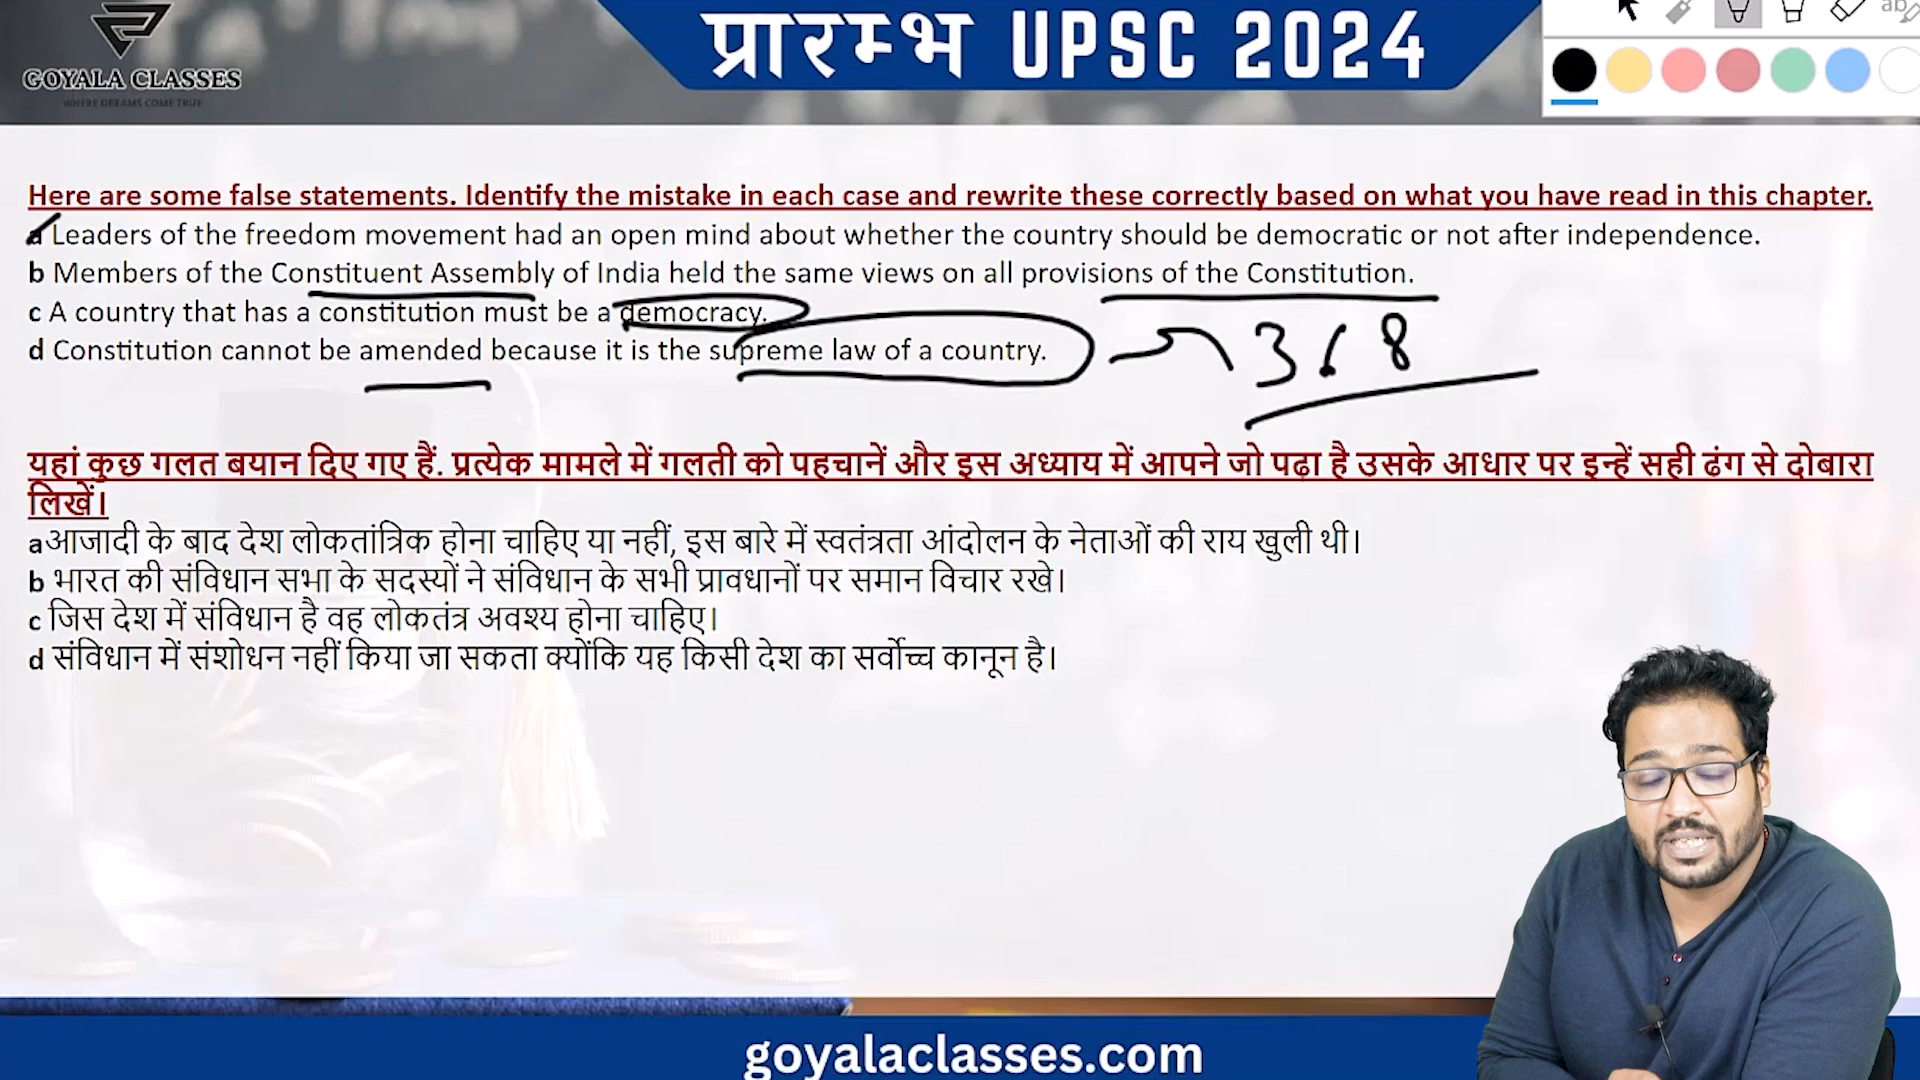 GOYALA CLASSES
WHERE DREAMS COME TRUE
प्रारम्भ UPSC 2024
ab
Here are some false statements. Identify the mistake in each case and rewrite these correctly based on what you have read in this chapter.
a Leaders of the freedom movement had an open mind about whether the country should be democratic or not after independence.
b Members of the Constituent Assembly of India held the same views on all provisions of the Constitution.
c A country that has a constitution must be a democracy.
d Constitution cannot be amended because it is the supreme law of a country.
368
यहां कुछ गलत बयान दिए गए हैं. प्रत्येक मामले में गलती को पहचानें और इस अध्याय में आपने जो पढ़ा है उसके आधार पर इन्हें सही ढंग से दोबारा
लिखें।
aआजादी के बाद देश लोकतांत्रिक होना चाहिए या नहीं, इस बारे में स्वतंत्रता आंदोलन के नेताओं की राय खुली थी।
b भारत की संविधान सभा के सदस्यों ने संविधान के सभी प्रावधानों पर समान विचार रखे।
c जिस देश में संविधान है वह लोकतंत्र अवश्य होना चाहिए।
d संविधान में संशोधन नहीं किया जा सकता क्योंकि यह किसी देश का सर्वोच्च कानून है।
goyalaclasses.com